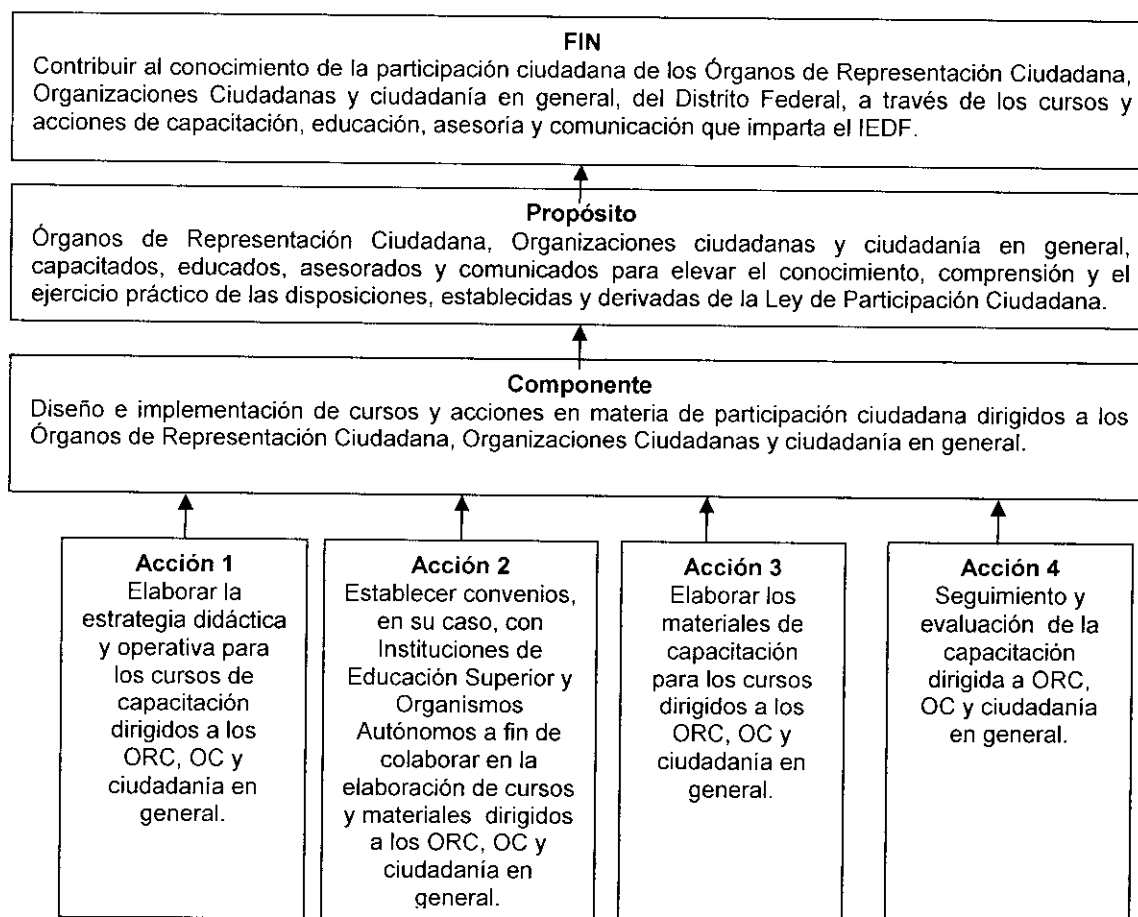 FIN
Contribuir al conocimiento de la participación ciudadana de los Órganos de Representación Ciudadana,
Organizaciones Ciudadanas y ciudadanía en general, del Distrito Federal, a través de los cursos y
acciones de capacitación, educación, asesoría y comunicación que imparta el IEDF.
Propósito
Órganos de Representación Ciudadana, Organizaciones ciudadanas y ciudadanía en general,
capacitados, educados, asesorados y comunicados para elevar el conocimiento, comprensión y el
ejercicio práctico de las disposiciones, establecidas y derivadas de la Ley de Participación Ciudadana.
Componente
Diseño e implementación de cursos y acciones en materia de participación ciudadana dirigidos a los
Órganos de Representación Ciudadana, Organizaciones Ciudadanas y ciudadanía en general.
Acción 1
Elaborar la
estrategia didáctica
y operativa para
los cursos de
capacitación
dirigidos a los
ORC, OC y
ciudadanía en
general.
Acción 2
Establecer convenios,
en su caso, con
Instituciones de
Educación Superior y
Organismos
Autónomos a fin de
colaborar en la
elaboración de cursos
y materiales dirigidos
a los ORC, OC y
ciudadanía en
general.
Acción 3
Elaborar los
materiales de
capacitación
para los cursos
dirigidos a los
ORC, OC y
ciudadanía en
general.
Acción 4
Seguimiento y
evaluación de la
capacitación
dirigida a ORC,
OC y ciudadanía
en general.